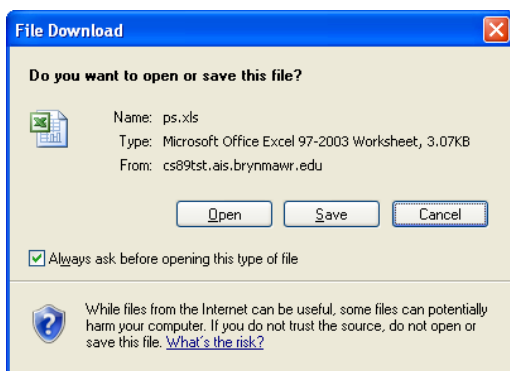 File Download
Do you want to open or save this file?
Name: ps.xls
Type: Microsoft Office Excel 97-2003 Worksheet, 3.07KB
From: cs89tst.ais.brynmawr.edu
Open Save Cancel
Always ask before opening this type of file
While files from the Internet can be useful, some files can potentially
harm your computer. If you do not trust the source, do not open or
save this file. What's the risk?